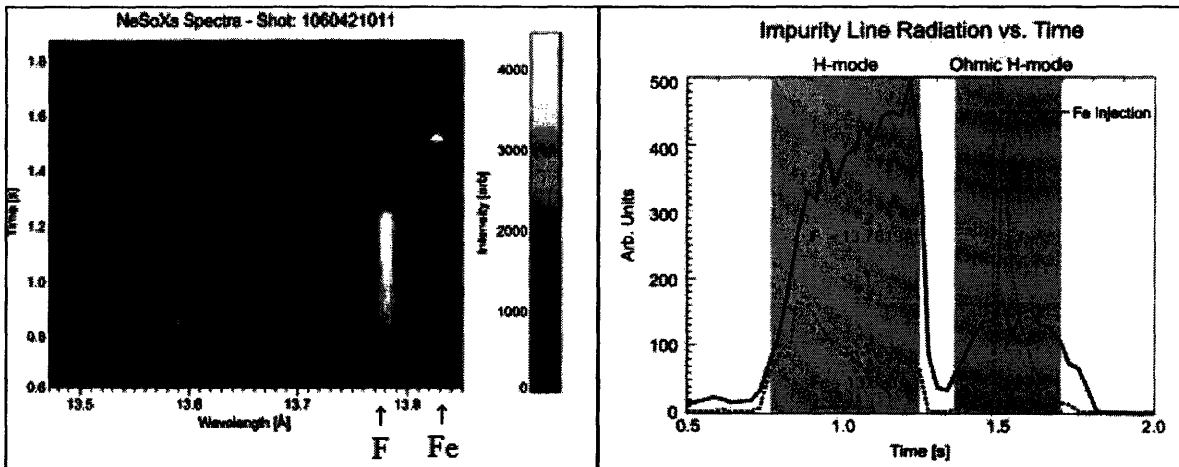 NeSoXs Spectra - Shot: 1060421011
Time [s]
1.8
1.6
1.4
1.2
1.0
0.8
0.6
13.5
13.6
13.7
13.8
Wavelength [Å]
F
Fe
Intensity [arb]
4000
3000
2000
1000
0
Impurity Line Radiation vs. Time
H-mode
Ohmic H-mode
Fe Injection
Arb. Units
500
400
300
200
100
0
0.5
1.0
1.5
2.0
Time [s]